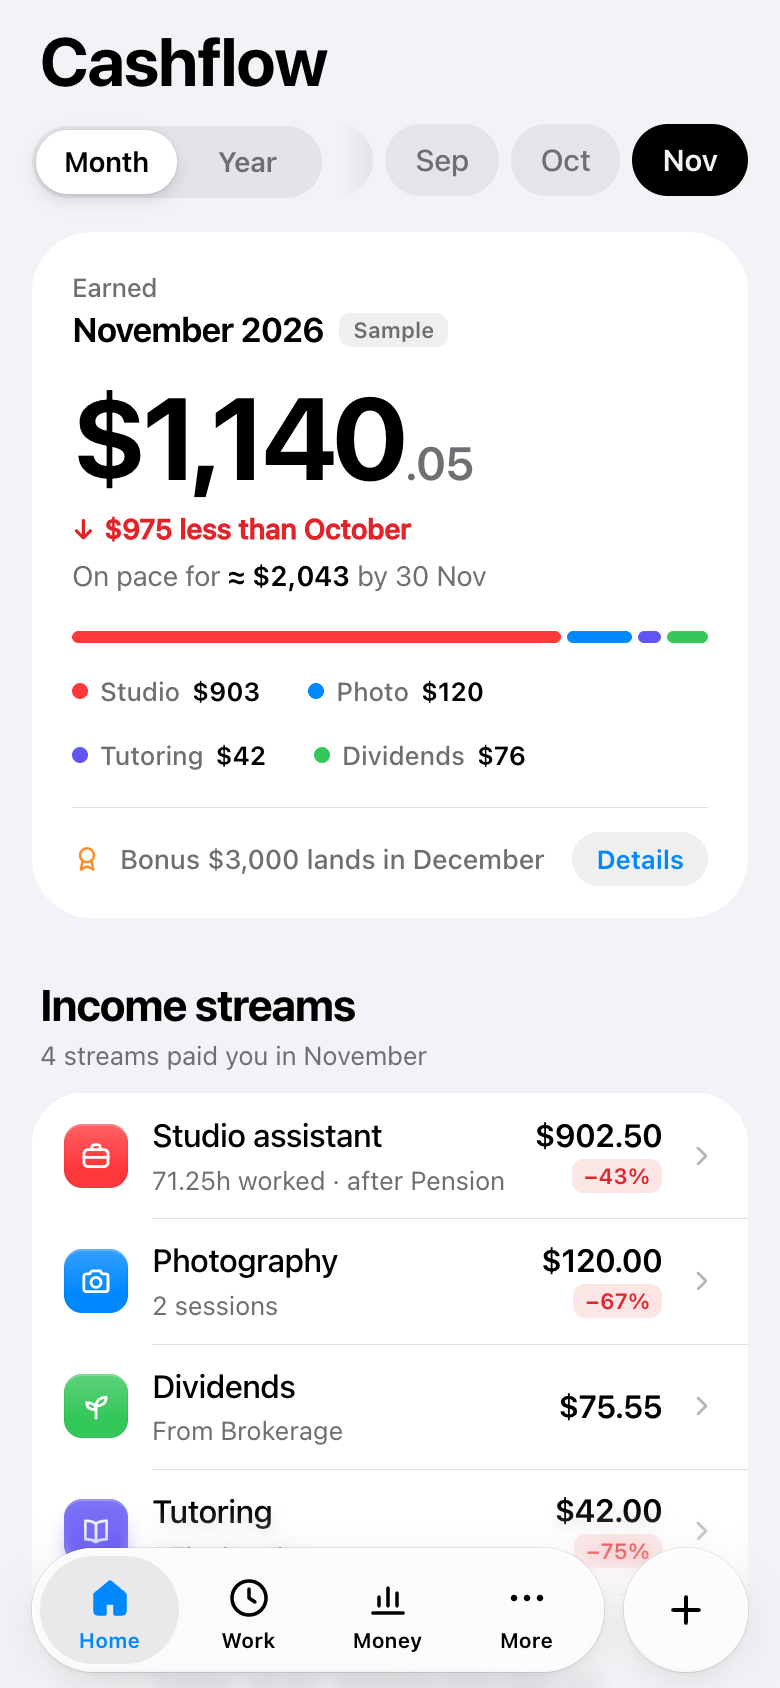 Cashflow
Month Year Sep Oct Nov
Earned
November 2026 Sample
$1,140.05
↓ $975 less than October
On pace for ≈ $2,043 by 30 Nov
Studio $903 Photo $120
Tutoring $42 Dividends $76
Bonus $3,000 lands in December Details
Income streams
4 streams paid you in November
Studio assistant $902.50
71.25h worked · after Pension −43%
Photography $120.00
2 sessions −67%
Dividends $75.55
From Brokerage
Tutoring $42.00
−75%
Home Work Money More